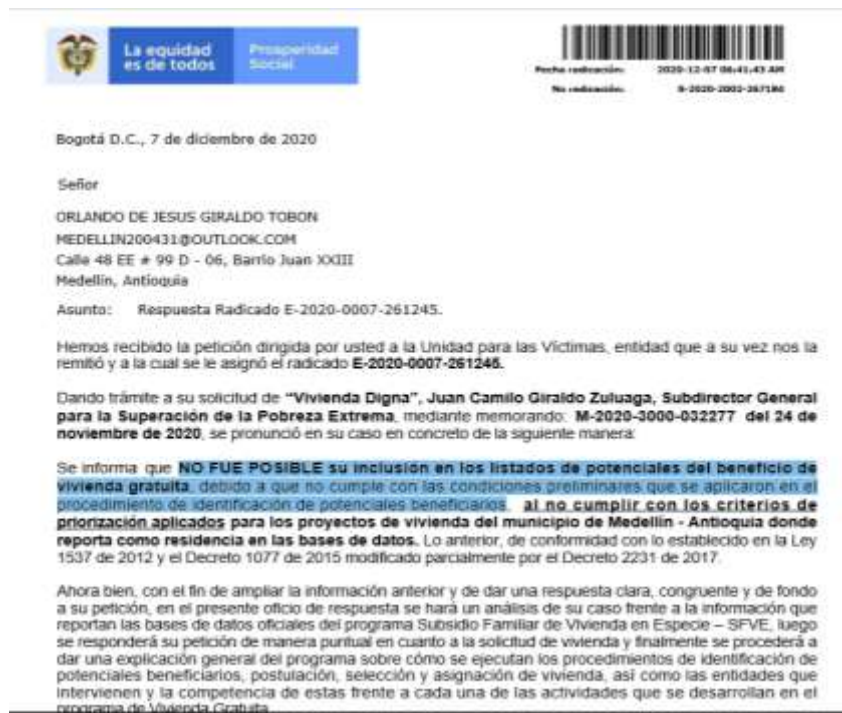 La equidad
es de todos
Prosperidad
Social
Fecha radicación: 2020-12-07 06:41:43 AM
No radicación: S-2020-2002-267186
Bogotá D.C., 7 de diciembre de 2020
Señor
ORLANDO DE JESUS GIRALDO TOBON
MEDELLIN200431@OUTLOOK.COM
Calle 48 EE # 99 D - 06, Barrio Juan XXIII
Medellín, Antioquia
Asunto: Respuesta Radicado E-2020-0007-261245.
Hemos recibido la petición dirigida por usted a la Unidad para las Víctimas, entidad que a su vez nos la
remitió y a la cual se le asignó el radicado E-2020-0007-261245.
Dando trámite a su solicitud de “Vivienda Digna”, Juan Camilo Giraldo Zuluaga, Subdirector General
para la Superación de la Pobreza Extrema, mediante memorando: M-2020-3000-032277 del 24 de
noviembre de 2020, se pronunció en su caso en concreto de la siguiente manera:
Se informa que NO FUE POSIBLE su inclusión en los listados de potenciales del beneficio de
vivienda gratuita, debido a que no cumple con las condiciones preliminares que se aplicaron en el
procedimiento de identificación de potenciales beneficiarios, al no cumplir con los criterios de
priorización aplicados para los proyectos de vivienda del municipio de Medellín - Antioquia donde
reporta como residencia en las bases de datos. Lo anterior, de conformidad con lo establecido en la Ley
1537 de 2012 y el Decreto 1077 de 2015 modificado parcialmente por el Decreto 2231 de 2017.
Ahora bien, con el fin de ampliar la información anterior y de dar una respuesta clara, congruente y de fondo
a su petición, en el presente oficio de respuesta se hará un análisis de su caso frente a la información que
reportan las bases de datos oficiales del programa Subsidio Familiar de Vivienda en Especie – SFVE, luego
se responderá su petición de manera puntual en cuanto a la solicitud de vivienda y finalmente se procederá a
dar una explicación general del programa sobre cómo se ejecutan los procedimientos de identificación de
potenciales beneficiarios, postulación, selección y asignación de vivienda, así como las entidades que
intervienen y la competencia de estas frente a cada una de las actividades que se desarrollan en el
programa de Vivienda Gratuita